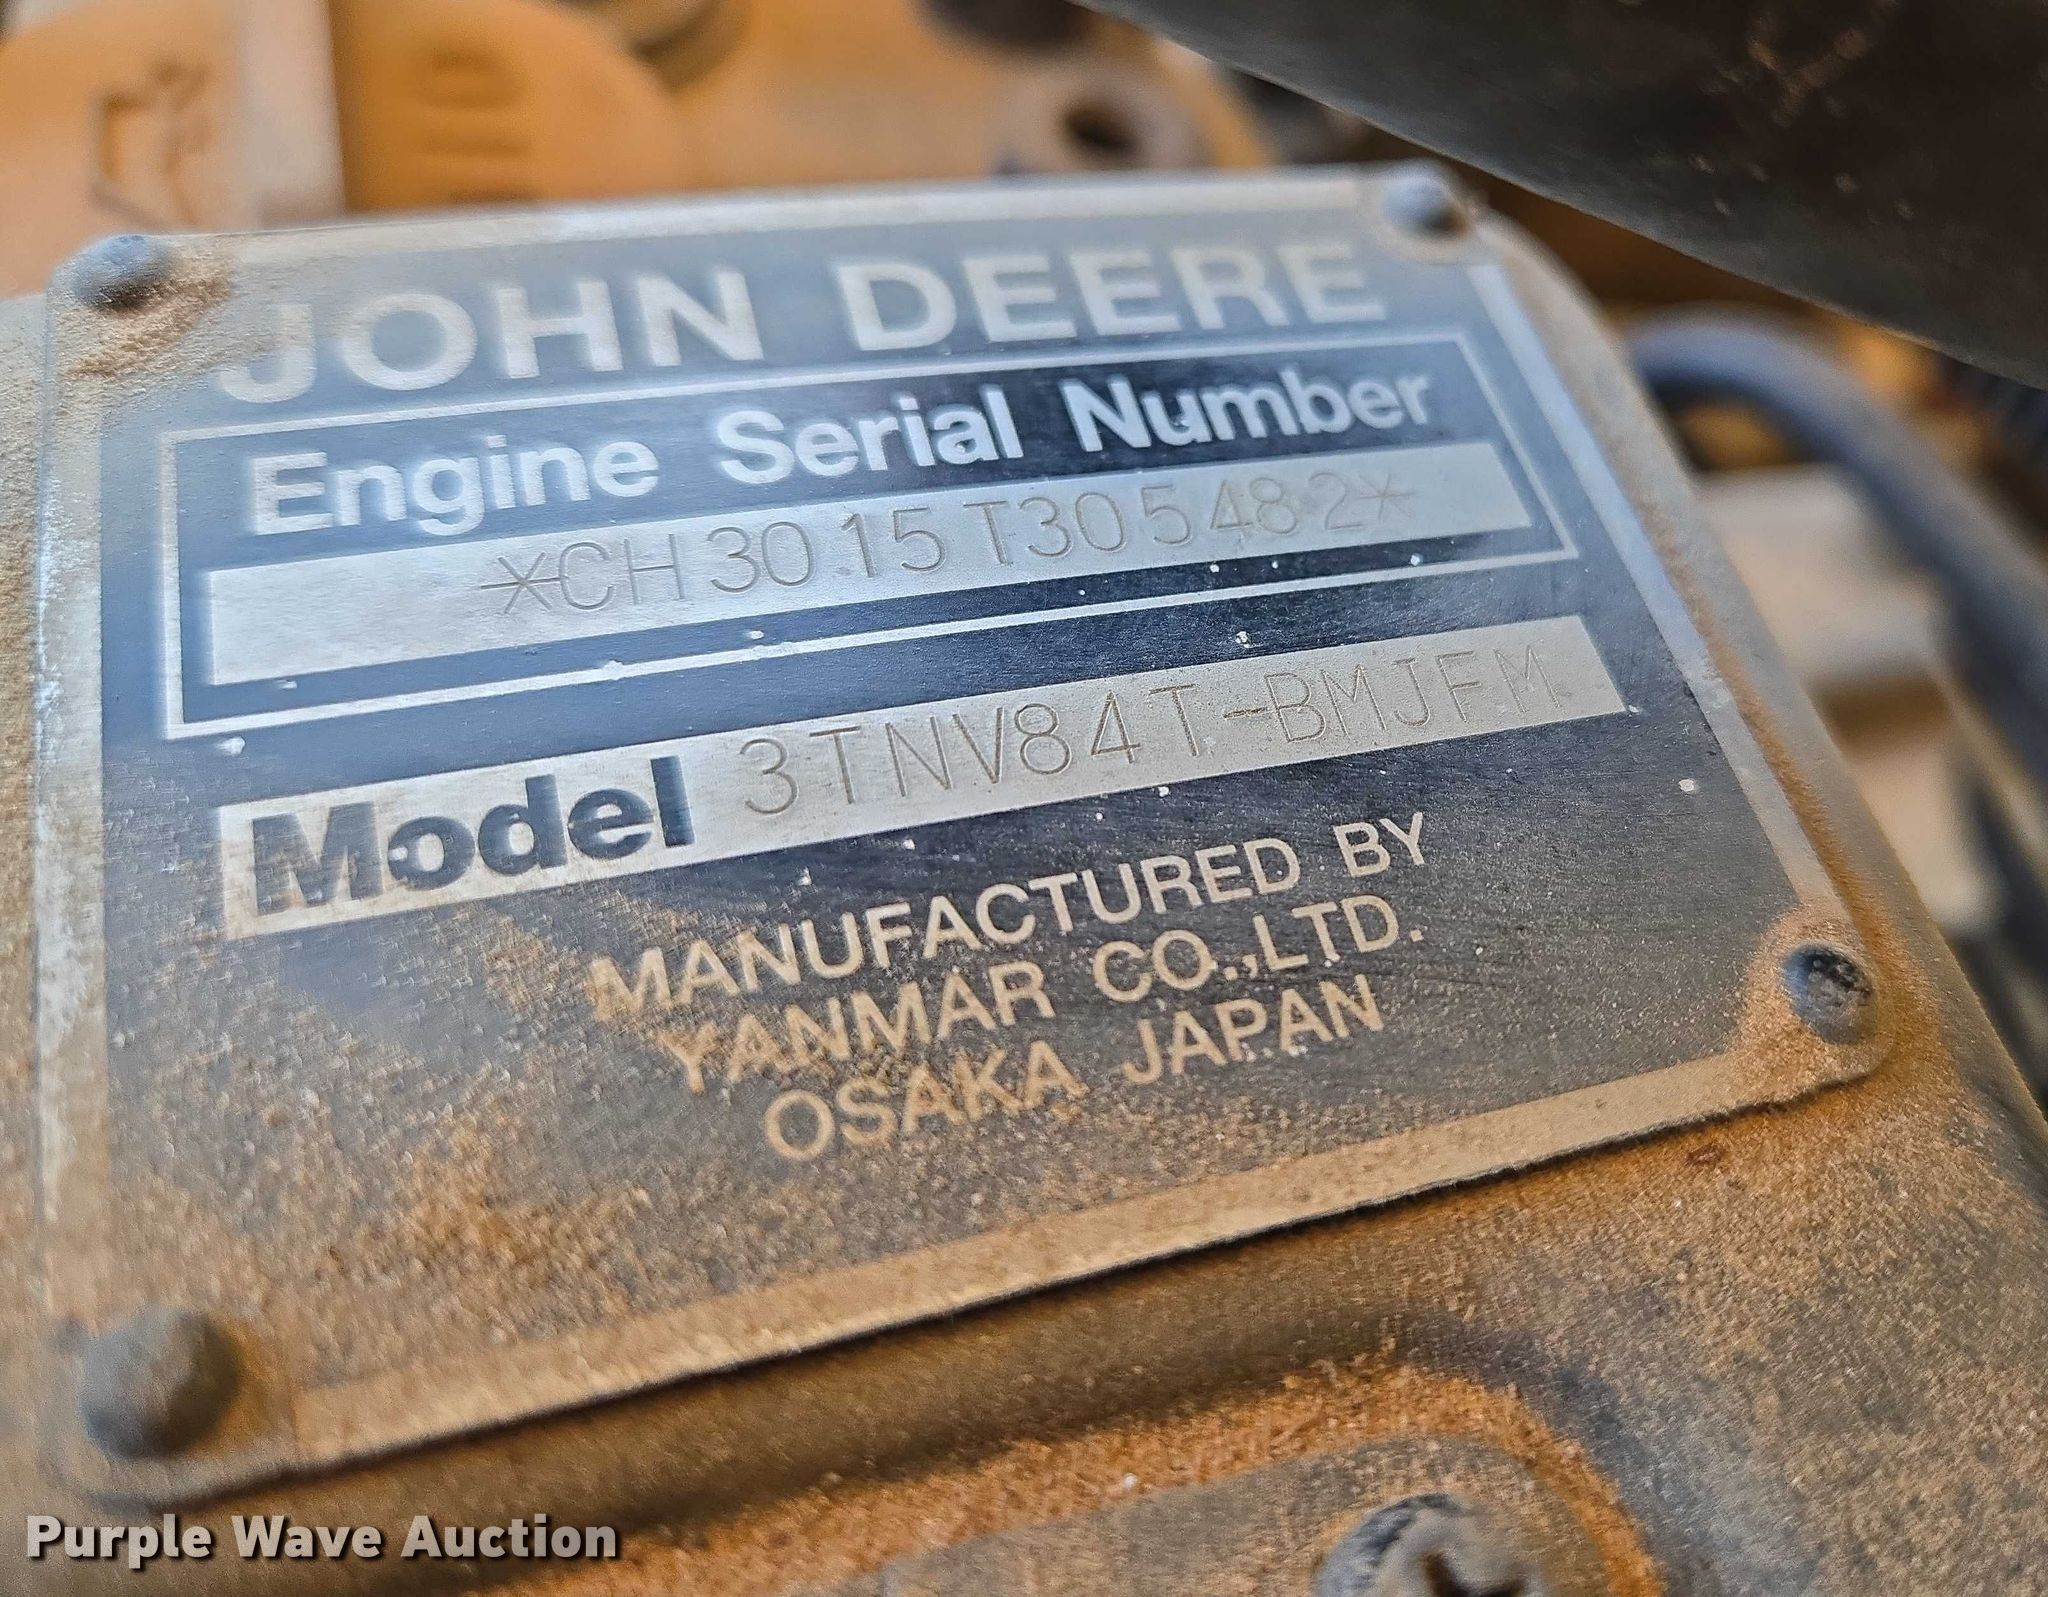 JOHN DEERE
Engine Serial Number
*CH3015T305482*
Model 3TNV84T-BMJFM
MANUFACTURED BY
YANMAR CO.,LTD.
OSAKA JAPAN
Purple Wave Auction